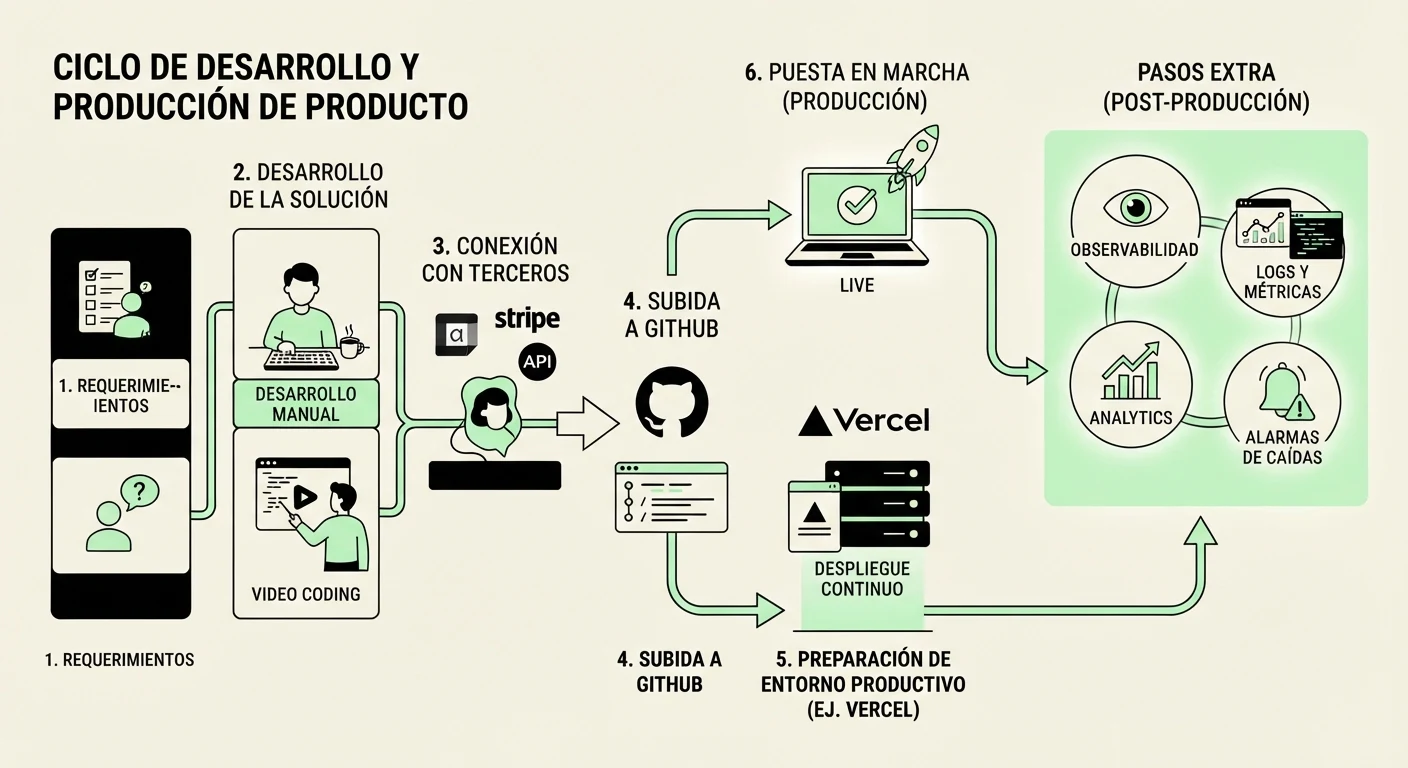 CICLO DE DESARROLLO Y
PRODUCCIÓN DE PRODUCTO
1. REQUERIMIE--
IENTOS
?
?
1. REQUERIMIENTOS
2. DESARROLLO
DE LA SOLUCIÓN
DESARROLLO
MANUAL
VIDEO CODING
3. CONEXIÓN
CON TERCEROS
a
stripe
API
4. SUBIDA
A GITHUB
4. SUBIDA A
GITHUB
Vercel
DESPLIEGUE
CONTINUO
5. PREPARACIÓN DE
ENTORNO PRODUCTIVO
(EJ. VERCEL)
6. PUESTA EN MARCHA
(PRODUCCIÓN)
LIVE
PASOS EXTRA
(POST-PRODUCCIÓN)
OBSERVABILIDAD
LOGS Y
MÉTRICAS
ANALYTICS
!
ALARMAS
DE CAÍDAS